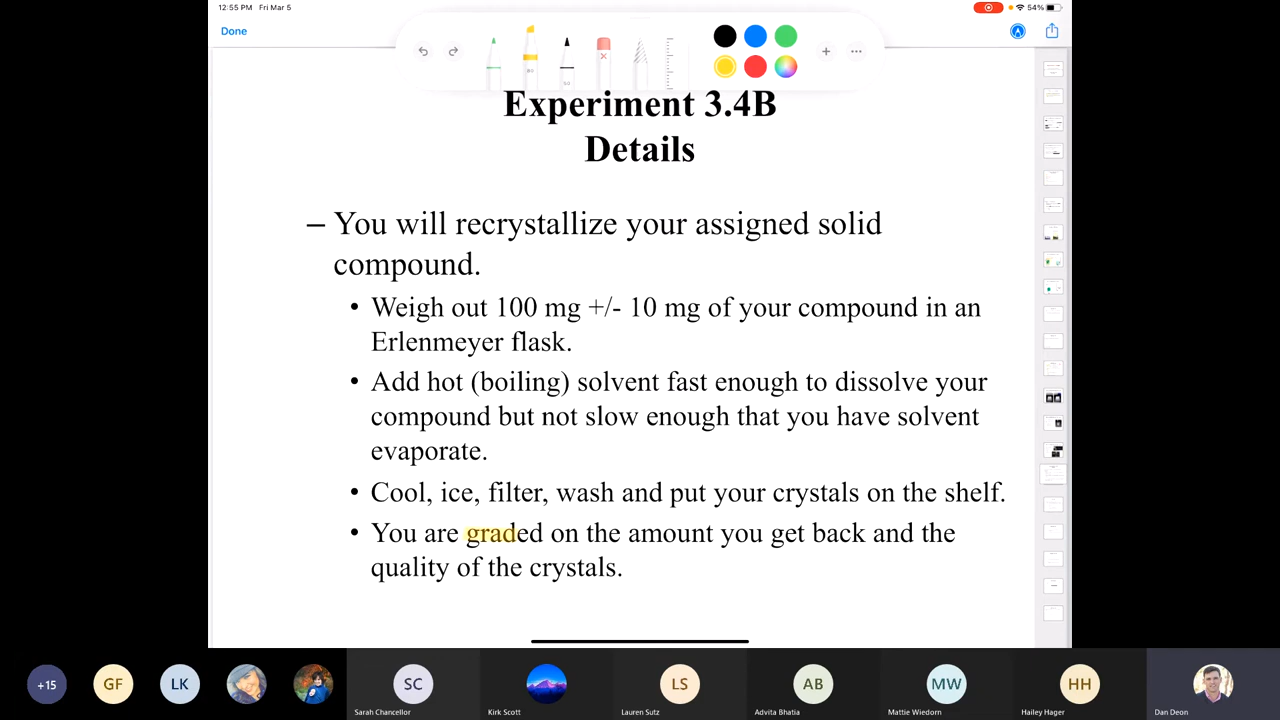 12:55 PM Fri Mar 5
54%
Done
Experiment 3.4B
Details
– You will recrystallize your assigned solid
compound.
• Weigh out 100 mg +/- 10 mg of your compound in an
Erlenmeyer flask.
• Add hot (boiling) solvent fast enough to dissolve your
compound but not slow enough that you have solvent
evaporate.
• Cool, ice, filter, wash and put your crystals on the shelf.
• You are graded on the amount you get back and the
quality of the crystals.
+15
GF
LK
SC
LS
AB
MW
HH
Sarah Chancellor
Kirk Scott
Lauren Sutz
Advita Bhatia
Mattie Wiedorn
Hailey Hager
Dan Deon